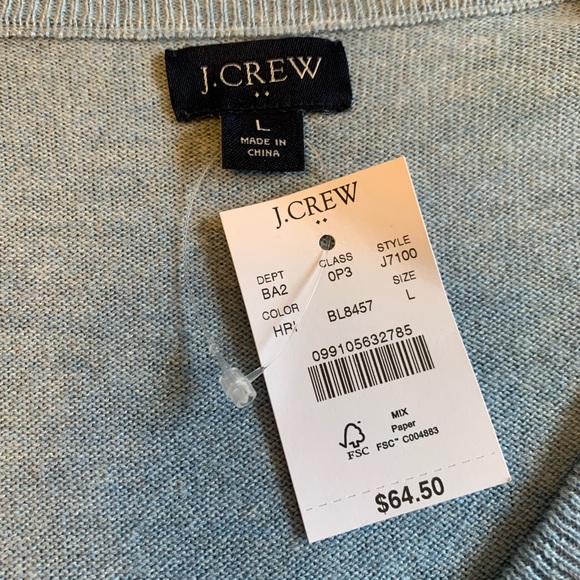 J.CREW
L
MADE IN
CHINA
J.CREW
DEPT CLASS STYLE
BA2 0P3 J7100
COLOR SIZE
BL8457 L
099105632785
MIX
Paper
FSC FSC™ C004883
$64.50